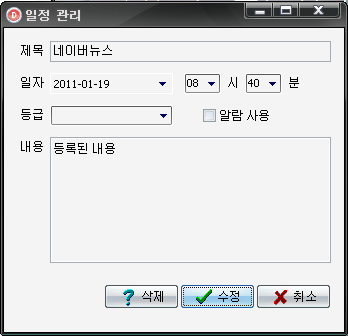 일정 관리
제목 네이버뉴스
일자 2011-01-19 08 시 40 분
등급 알람 사용
내용 등록된 내용
? 삭제 수정 취소